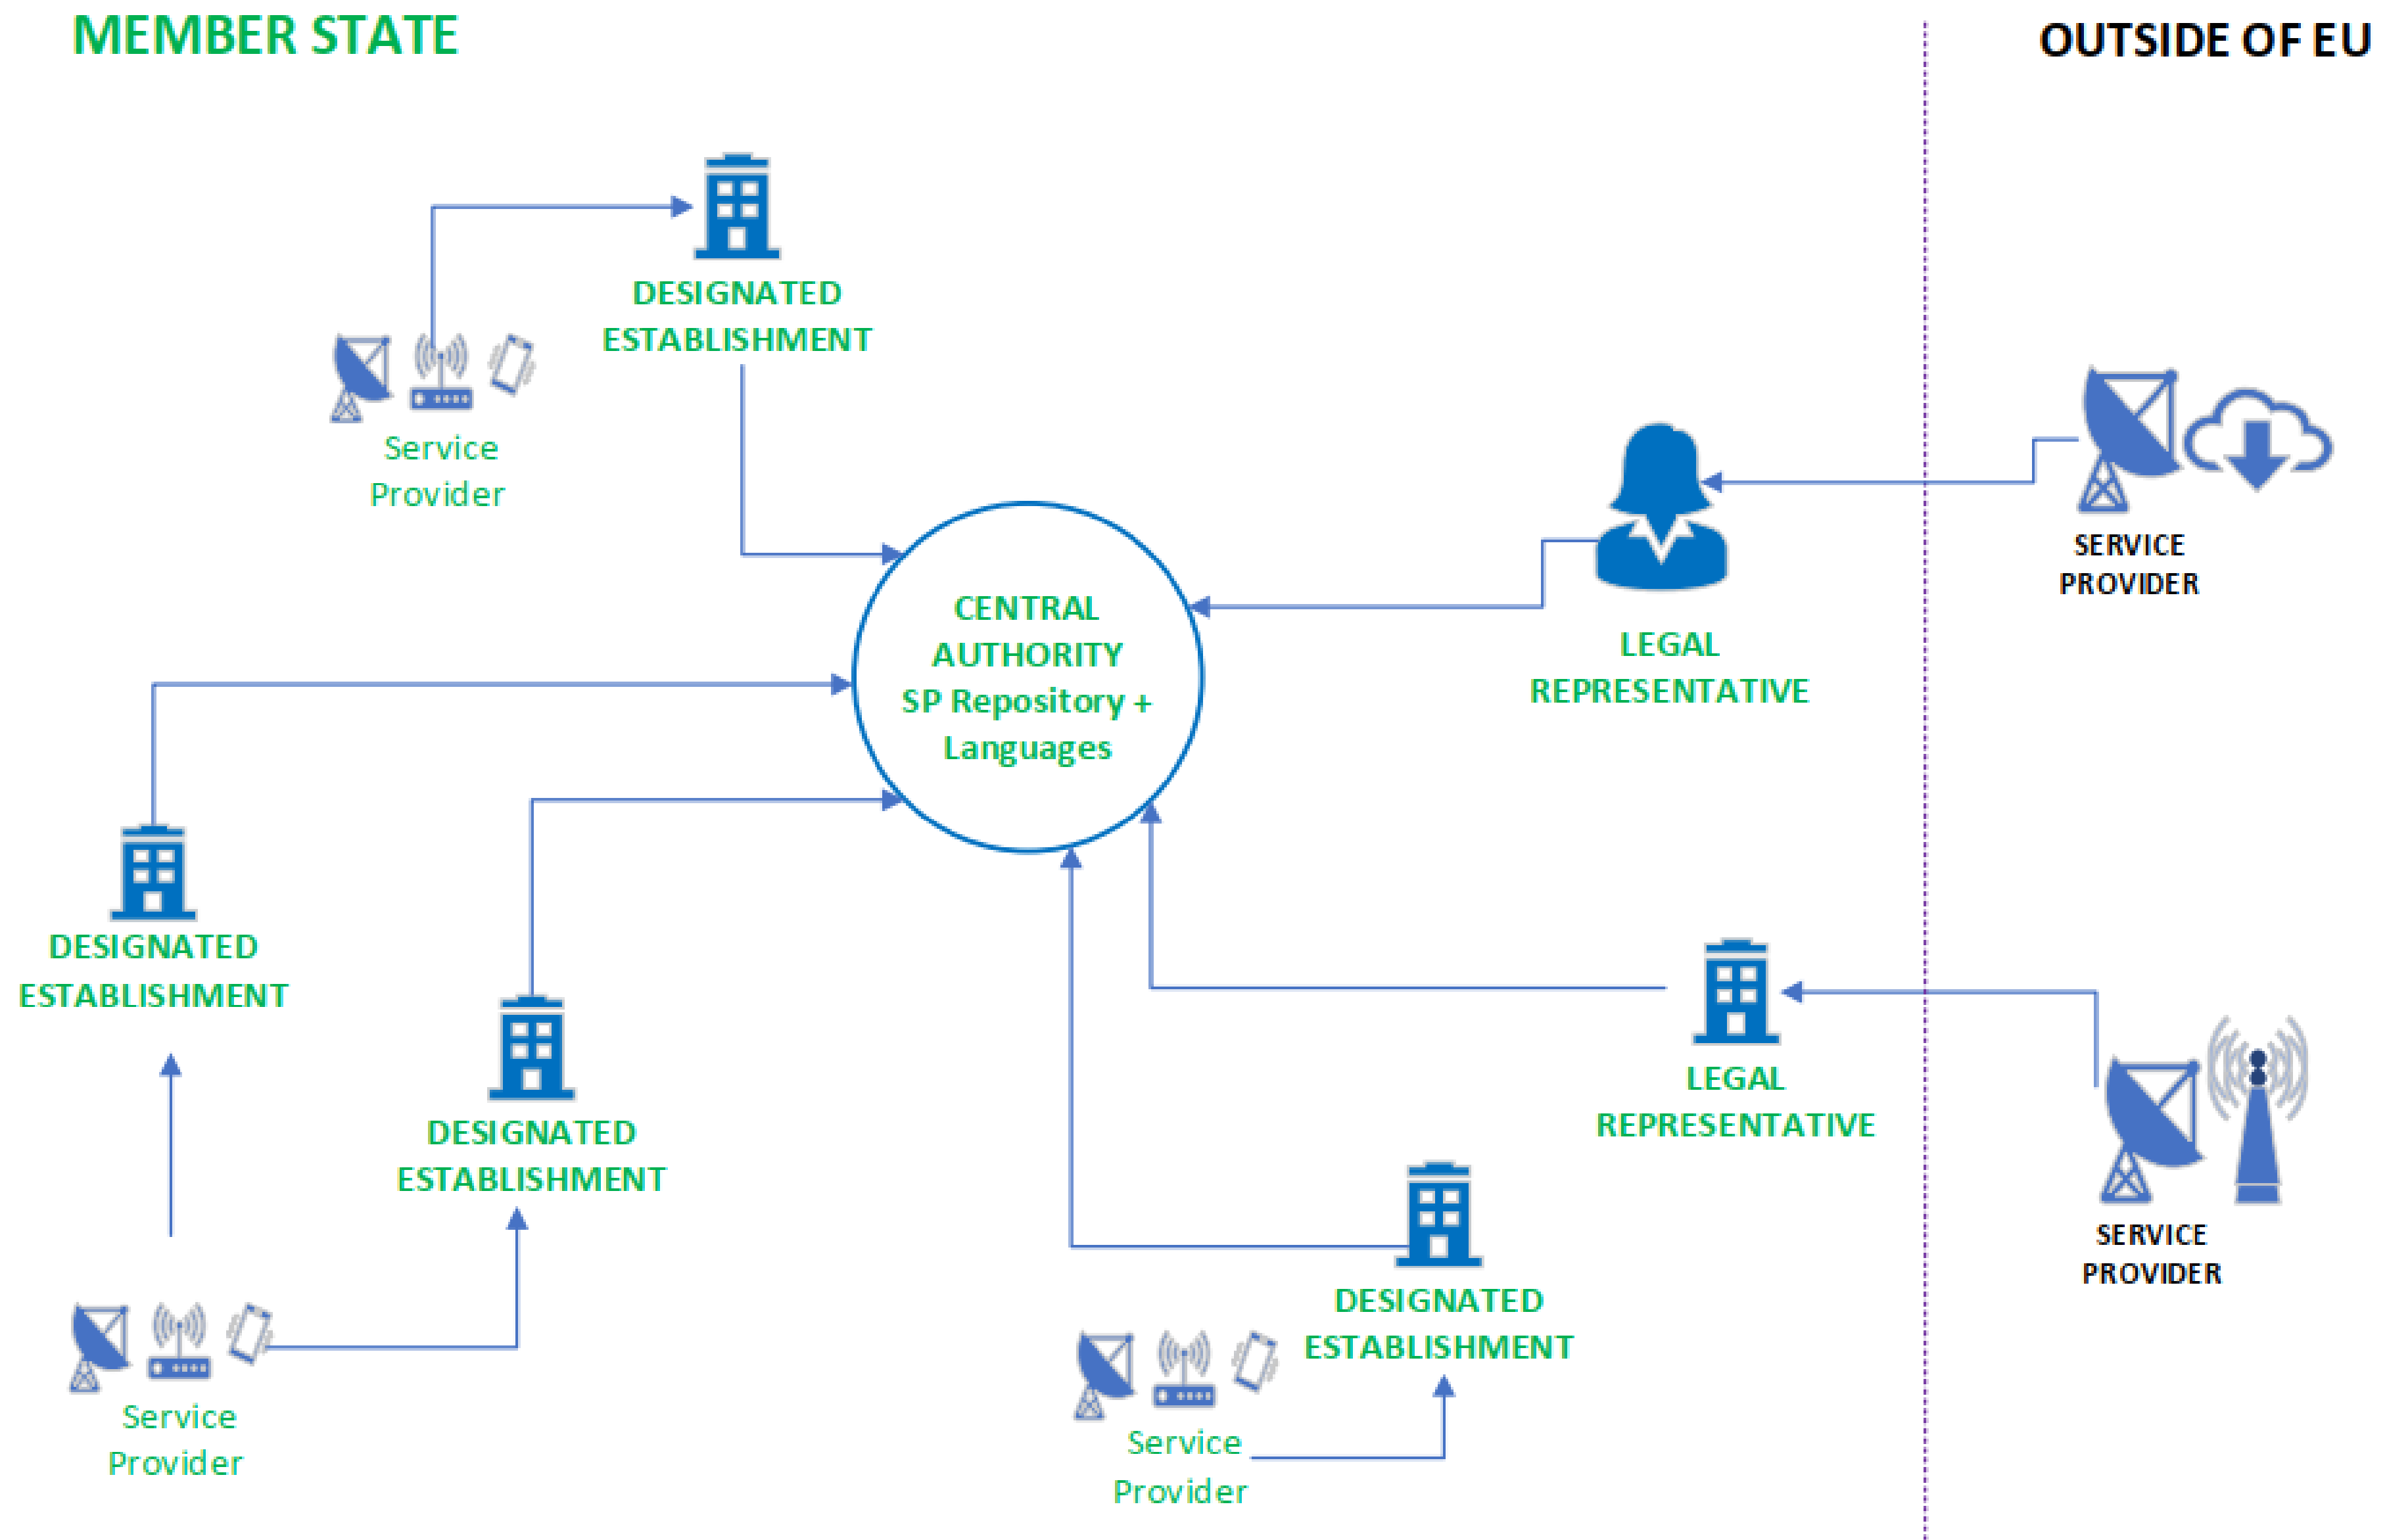 MEMBER STATE
OUTSIDE OF EU
DESIGNATED
ESTABLISHMENT
Service
Provider
SERVICE
PROVIDER
CENTRAL
AUTHORITY
SP Repository +
Languages
LEGAL
REPRESENTATIVE
DESIGNATED
ESTABLISHMENT
DESIGNATED
ESTABLISHMENT
LEGAL
REPRESENTATIVE
SERVICE
PROVIDER
DESIGNATED
ESTABLISHMENT
Service
Provider
Service
Provider